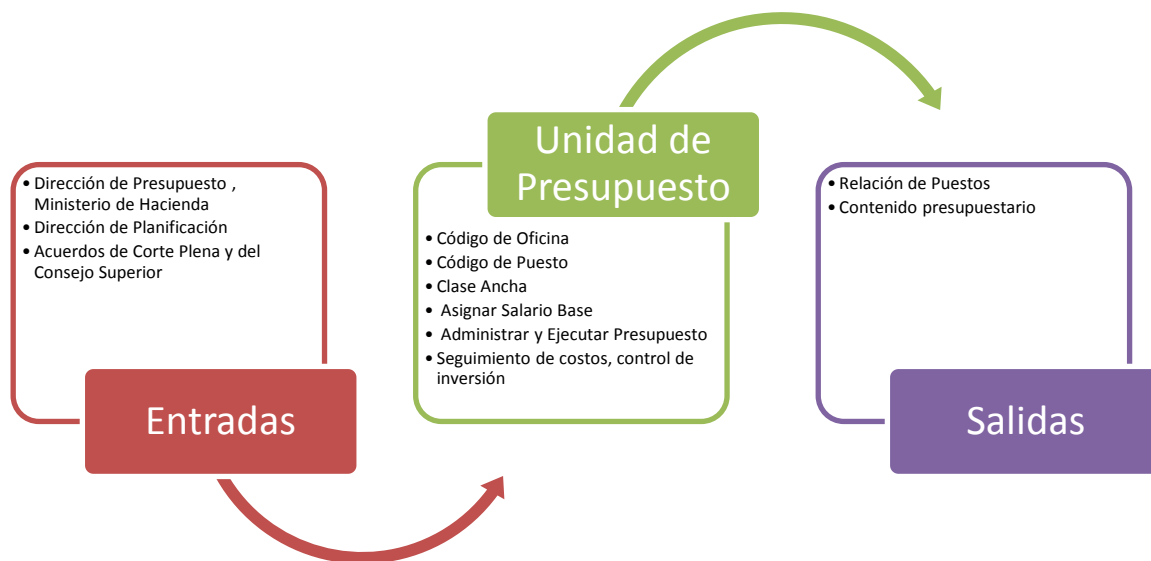 • Dirección de Presupuesto ,
Ministerio de Hacienda
• Dirección de Planificación
• Acuerdos de Corte Plena y del
Consejo Superior
Entradas
Unidad de
Presupuesto
• Código de Oficina
• Código de Puesto
• Clase Ancha
• Asignar Salario Base
• Administrar y Ejecutar Presupuesto
• Seguimiento de costos, control de
inversión
• Relación de Puestos
• Contenido presupuestario
Salidas